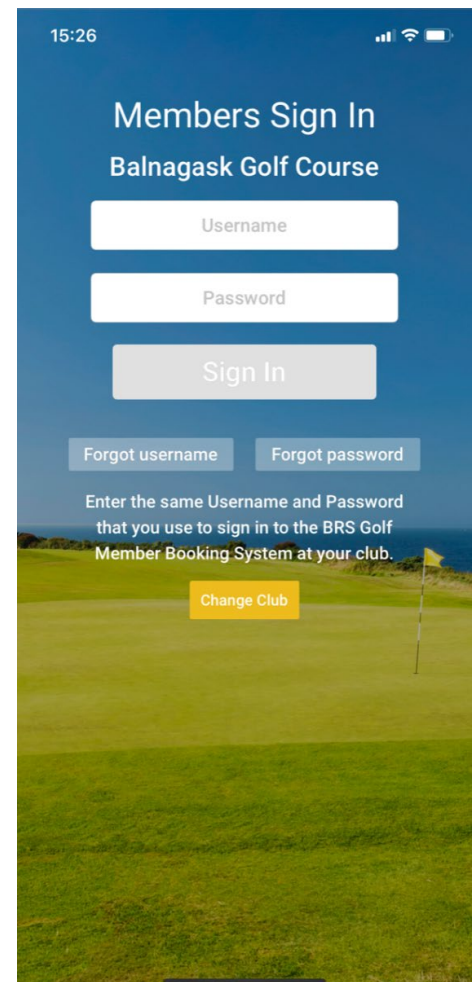 15:26
Members Sign In
Balnagask Golf Course
Username
Password
Sign In
Forgot username Forgot password
Enter the same Username and Password
that you use to sign in to the BRS Golf
Member Booking System at your club.
Change Club